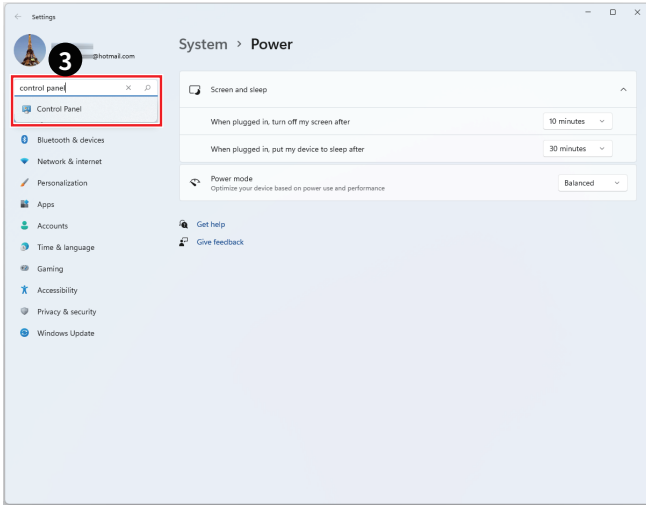 Settings
@hotmail.com
3
System > Power
control panel
Control Panel
Bluetooth & devices
Network & internet
Personalization
Apps
Accounts
Time & language
Gaming
Accessibility
Privacy & security
Windows Update
Screen and sleep
When plugged in, turn off my screen after 10 minutes
When plugged in, put my device to sleep after 30 minutes
Power mode
Optimize your device based on power use and performance
Balanced
Get help
Give feedback